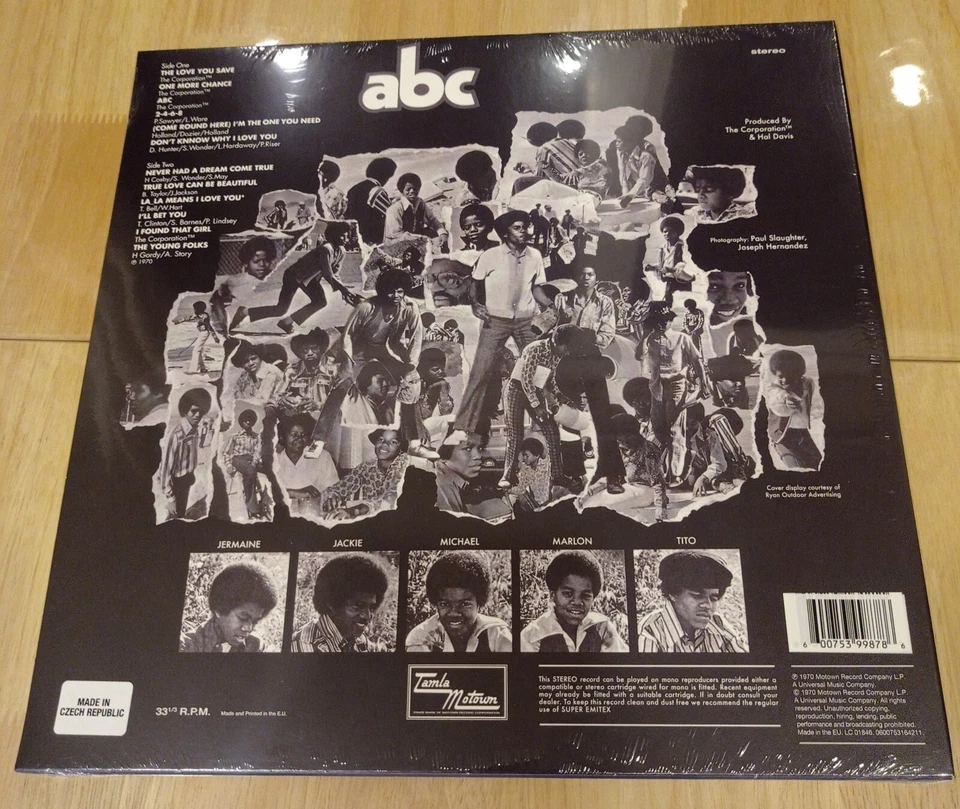 Side One
THE LOVE YOU SAVE
The Corporation™
ONE MORE CHANCE
The Corporation™
ABC
The Corporation™
2-4-6-8
P.Sawyer/L.Ware
(COME ROUND HERE) I'M THE ONE YOU NEED
Holland/Dozier/Holland
DON'T KNNOW WHY I LOVE YOU
D. Hunter/S.Wonder/L.Hardaway/P.Riser
Side Two
NEVER HAD A DREAM COME TRUE
H Cosby/S. Wonder/S.May
TRUE LOVE CAN BE BEAUTIFUL
B. Taylor/J.Jackson
LA LA MEANS I LOVE YOU*
T. Bell/W.Hart
I'LL BET YOU
T. Clinton/S. Barnes/P. Lindsey
I FOUND THAT GIRL
The Corporation™
THE YOUNG FOLKS
H Gordy/A. Story
℗ 1970
abc
stereo
Produced By
The Corporation™
& Hal Davis
Photography: Paul Slaughter,
Joseph Hernandez
Cover display courtesy of
Ryan Outdoor Advertising
JERMAINE
JACKIE
MICHAEL
MARLON
TITO
6 00753 99878 6
MADE IN
CZECH REPUBLIC
33 1/3 R.P.M.
Made and Printed in the E.U.
Tamla
Motown
This STEREO record can be played on mono reproducers provided either a
compatible or stereo cartridge wired for mono is fitted. Recent equipment
may already be fitted with a suitable cartridge. If in doubt consult your
dealer. To keep this record clean and dust free we recommend the regular
use of SUPER EMITEX
℗ 1970 Motown Record Company L.P.
A Universal Music Company.
© 1970 Motown Record Company L.P.
A Universal Music Company. All rights
reserved. Unauthorized copying,
reproduction, hiring, lending, public
performance and broadcasting prohibited.
Made in the EU. LC 01846. 0600753164211.